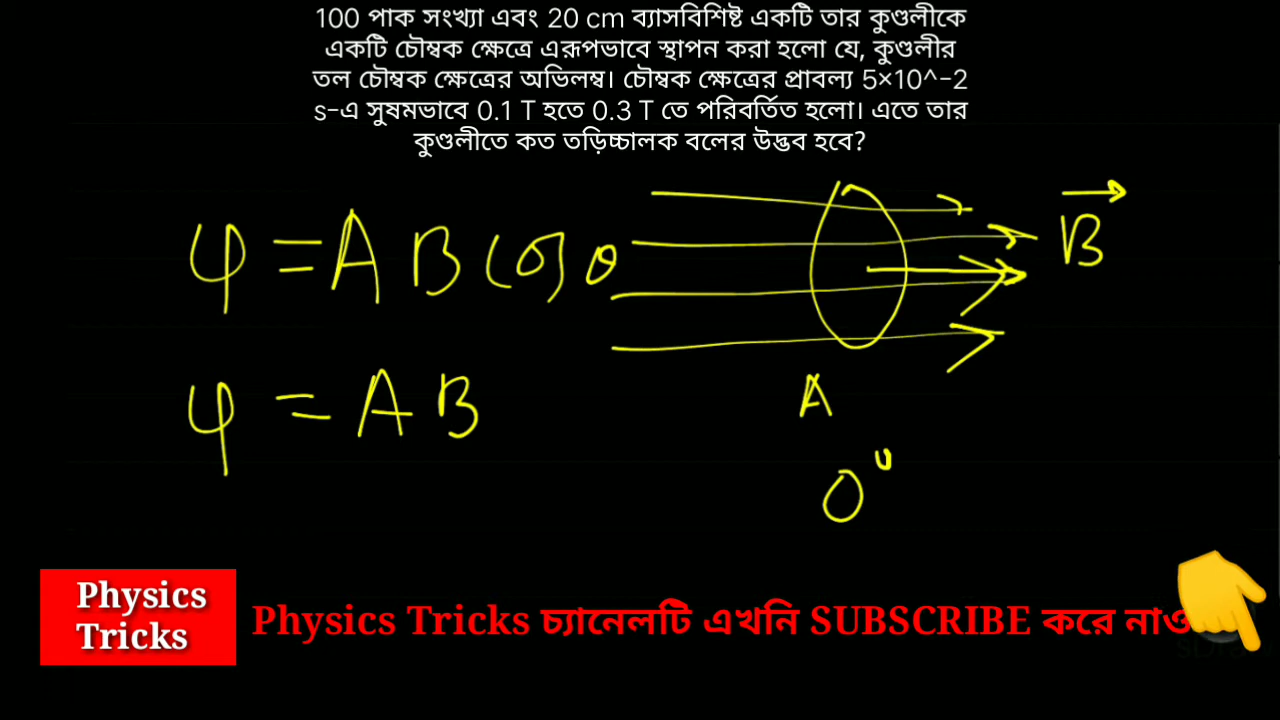 100 পাক সংখ্যা এবং 20 cm ব্যাসবিশিষ্ট একটি তার কুণ্ডলীকে
একটি চৌম্বক ক্ষেত্রে এরূপভাবে স্থাপন করা হলো যে, কুণ্ডলীর
তল চৌম্বক ক্ষেত্রের অভিলম্ব। চৌম্বক ক্ষেত্রের প্রাবল্য 5×10^-2
s-এ সুষমভাবে 0.1 T হতে 0.3 T তে পরিবর্তিত হলো। এতে তার
কুণ্ডলীতে কত তড়িচ্চালক বলের উদ্ভব হবে?
φ = A B cos θ
B
φ = A B
A
0°
Physics
Tricks
Physics Tricks চ্যানেলটি এখনি SUBSCRIBE করে নাও